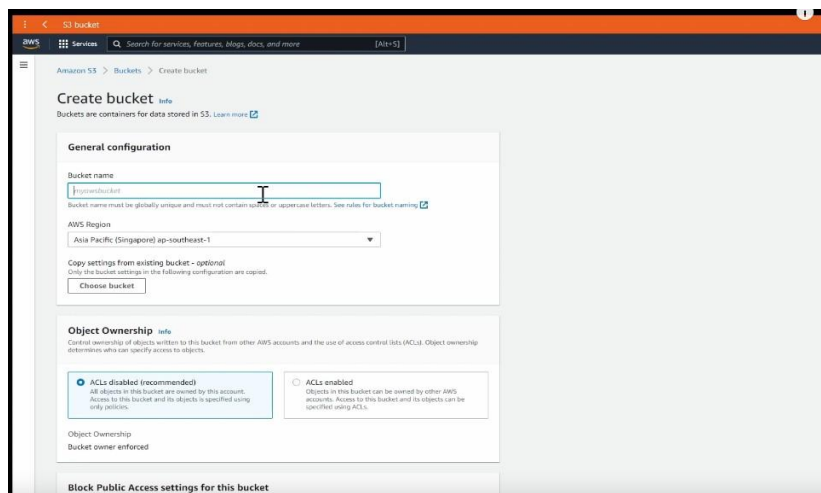 S3 bucket
aws
Services
Search for services, features, blogs, docs, and more
[Alt+S]
Amazon S3 > Buckets > Create bucket
Create bucket Info
Buckets are containers for data stored in S3. Learn more
General configuration
Bucket name
myawsbucket
Bucket name must be globally unique and must not contain spaces or uppercase letters. See rules for bucket naming
AWS Region
Asia Pacific (Singapore) ap-southeast-1
Copy settings from existing bucket - optional
Only the bucket settings in the following configuration are copied.
Choose bucket
Object Ownership Info
Control ownership of objects written to this bucket from other AWS accounts and the use of access control lists (ACLs). Object ownership
determines who can specify access to objects.
ACLs disabled (recommended)
All objects in this bucket are owned by this account.
Access to this bucket and its objects is specified using
only policies.
ACLs enabled
Objects in this bucket can be owned by other AWS
accounts. Access to this bucket and its objects can be
specified using ACLs.
Object Ownership
Bucket owner enforced
Block Public Access settings for this bucket